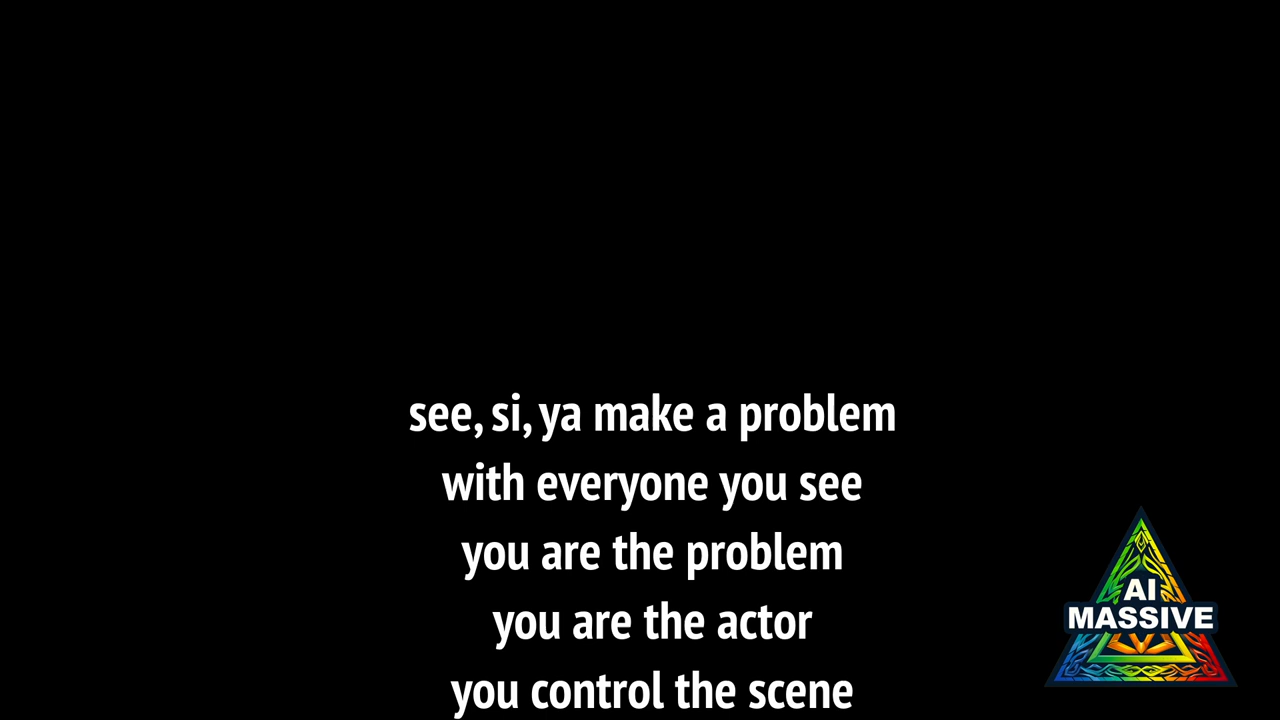 see, si, ya make a problem
with everyone you see
you are the problem
you are the actor
you control the scene
AI
MASSIVE